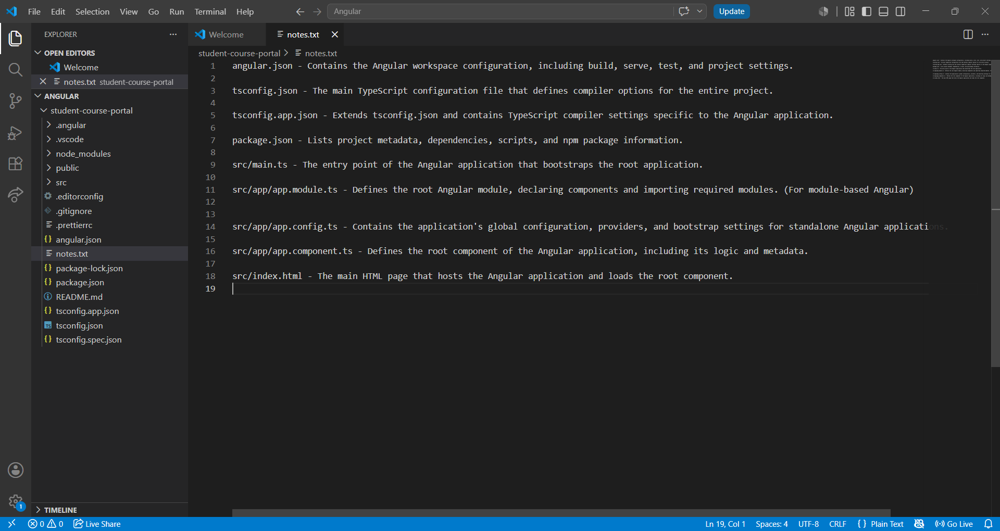 File Edit Selection View Go Run Terminal Help Angular Update
EXPLORER
OPEN EDITORS
Welcome
notes.txt student-course-portal
ANGULAR
student-course-portal
.angular
.vscode
node_modules
public
src
.editorconfig
.gitignore
.prettierrc
angular.json
notes.txt
package-lock.json
package.json
README.md
tsconfig.app.json
TS tsconfig.json
tsconfig.spec.json
TIMELINE
Welcome notes.txt
student-course-portal > notes.txt
1 angular.json - Contains the Angular workspace configuration, including build, serve, test, and project settings.
2
3 tsconfig.json - The main TypeScript configuration file that defines compiler options for the entire project.
4
5 tsconfig.app.json - Extends tsconfig.json and contains TypeScript compiler settings specific to the Angular application.
6
7 package.json - Lists project metadata, dependencies, scripts, and npm package information.
8
9 src/main.ts - The entry point of the Angular application that bootstraps the root application.
10
11 src/app/app.module.ts - Defines the root Angular module, declaring components and importing required modules. (For module-based Angular)
12
13
14 src/app/app.config.ts - Contains the application's global configuration, providers, and bootstrap settings for standalone Angular applications.
15
16 src/app/app.component.ts - Defines the root component of the Angular application, including its logic and metadata.
17
18 src/index.html - The main HTML page that hosts the Angular application and loads the root component.
19
1
0 0 Live Share Ln 19, Col 1 Spaces: 4 UTF-8 CRLF {} Plain Text Go Live